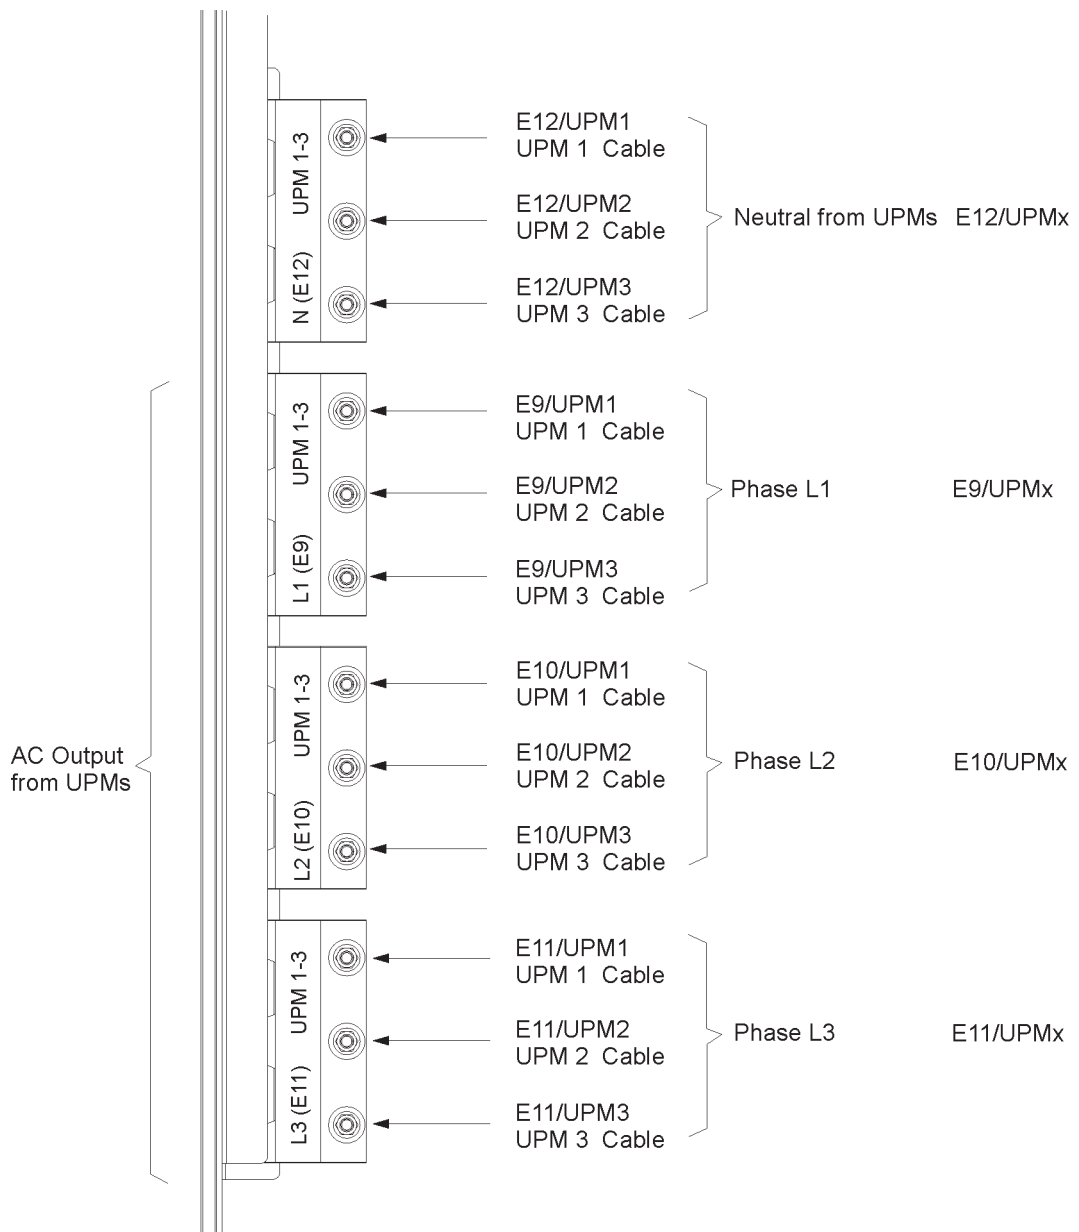 UPM 1-3
N (E12)
E12/UPM1
UPM 1 Cable
E12/UPM2
UPM 2 Cable
E12/UPM3
UPM 3 Cable
Neutral from UPMs E12/UPMx
UPM 1-3
L1 (E9)
E9/UPM1
UPM 1 Cable
E9/UPM2
UPM 2 Cable
E9/UPM3
UPM 3 Cable
Phase L1 E9/UPMx
AC Output
from UPMs
UPM 1-3
L2 (E10)
E10/UPM1
UPM 1 Cable
E10/UPM2
UPM 2 Cable
E10/UPM3
UPM 3 Cable
Phase L2 E10/UPMx
UPM 1-3
L3 (E11)
E11/UPM1
UPM 1 Cable
E11/UPM2
UPM 2 Cable
E11/UPM3
UPM 3 Cable
Phase L3 E11/UPMx